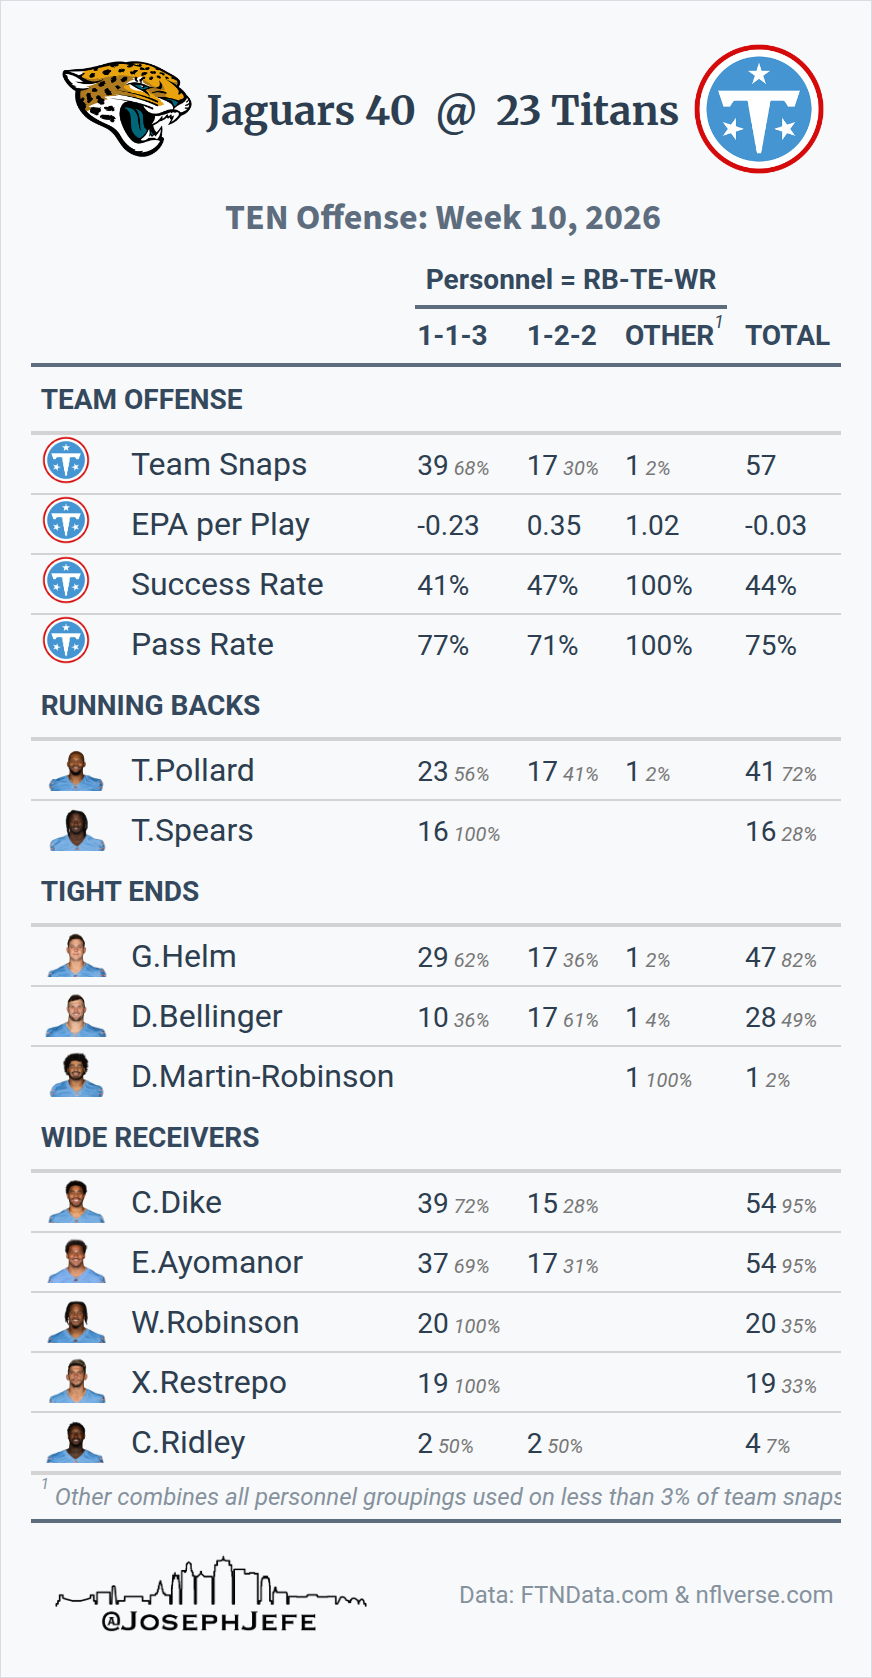 Jaguars 40 @ 23 Titans
TEN Offense: Week 10, 2026
Personnel = RB-TE-WR
1-1-3 1-2-2 OTHER1 TOTAL
TEAM OFFENSE
Team Snaps 39 68% 17 30% 1 2% 57
EPA per Play -0.23 0.35 1.02 -0.03
Success Rate 41% 47% 100% 44%
Pass Rate 77% 71% 100% 75%
RUNNING BACKS
T.Pollard 23 56% 17 41% 1 2% 41 72%
T.Spears 16 100% 16 28%
TIGHT ENDS
G.Helm 29 62% 17 36% 1 2% 47 82%
D.Bellinger 10 36% 17 61% 1 4% 28 49%
D.Martin-Robinson 1 100% 1 2%
WIDE RECEIVERS
C.Dike 39 72% 15 28% 54 95%
E.Ayomanor 37 69% 17 31% 54 95%
W.Robinson 20 100% 20 35%
X.Restrepo 19 100% 19 33%
C.Ridley 2 50% 2 50% 4 7%
1 Other combines all personnel groupings used on less than 3% of team snaps
@JosephJefe
Data: FTNData.com & nflverse.com